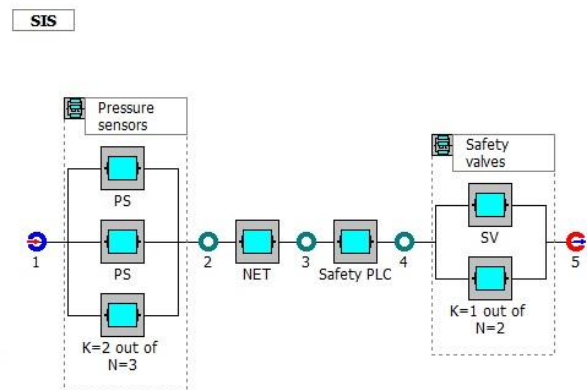 SIS
Pressure
sensors
PS
PS
K=2 out of
N=3
1
2
NET
3
Safety PLC
4
Safety
valves
SV
K=1 out of
N=2
5